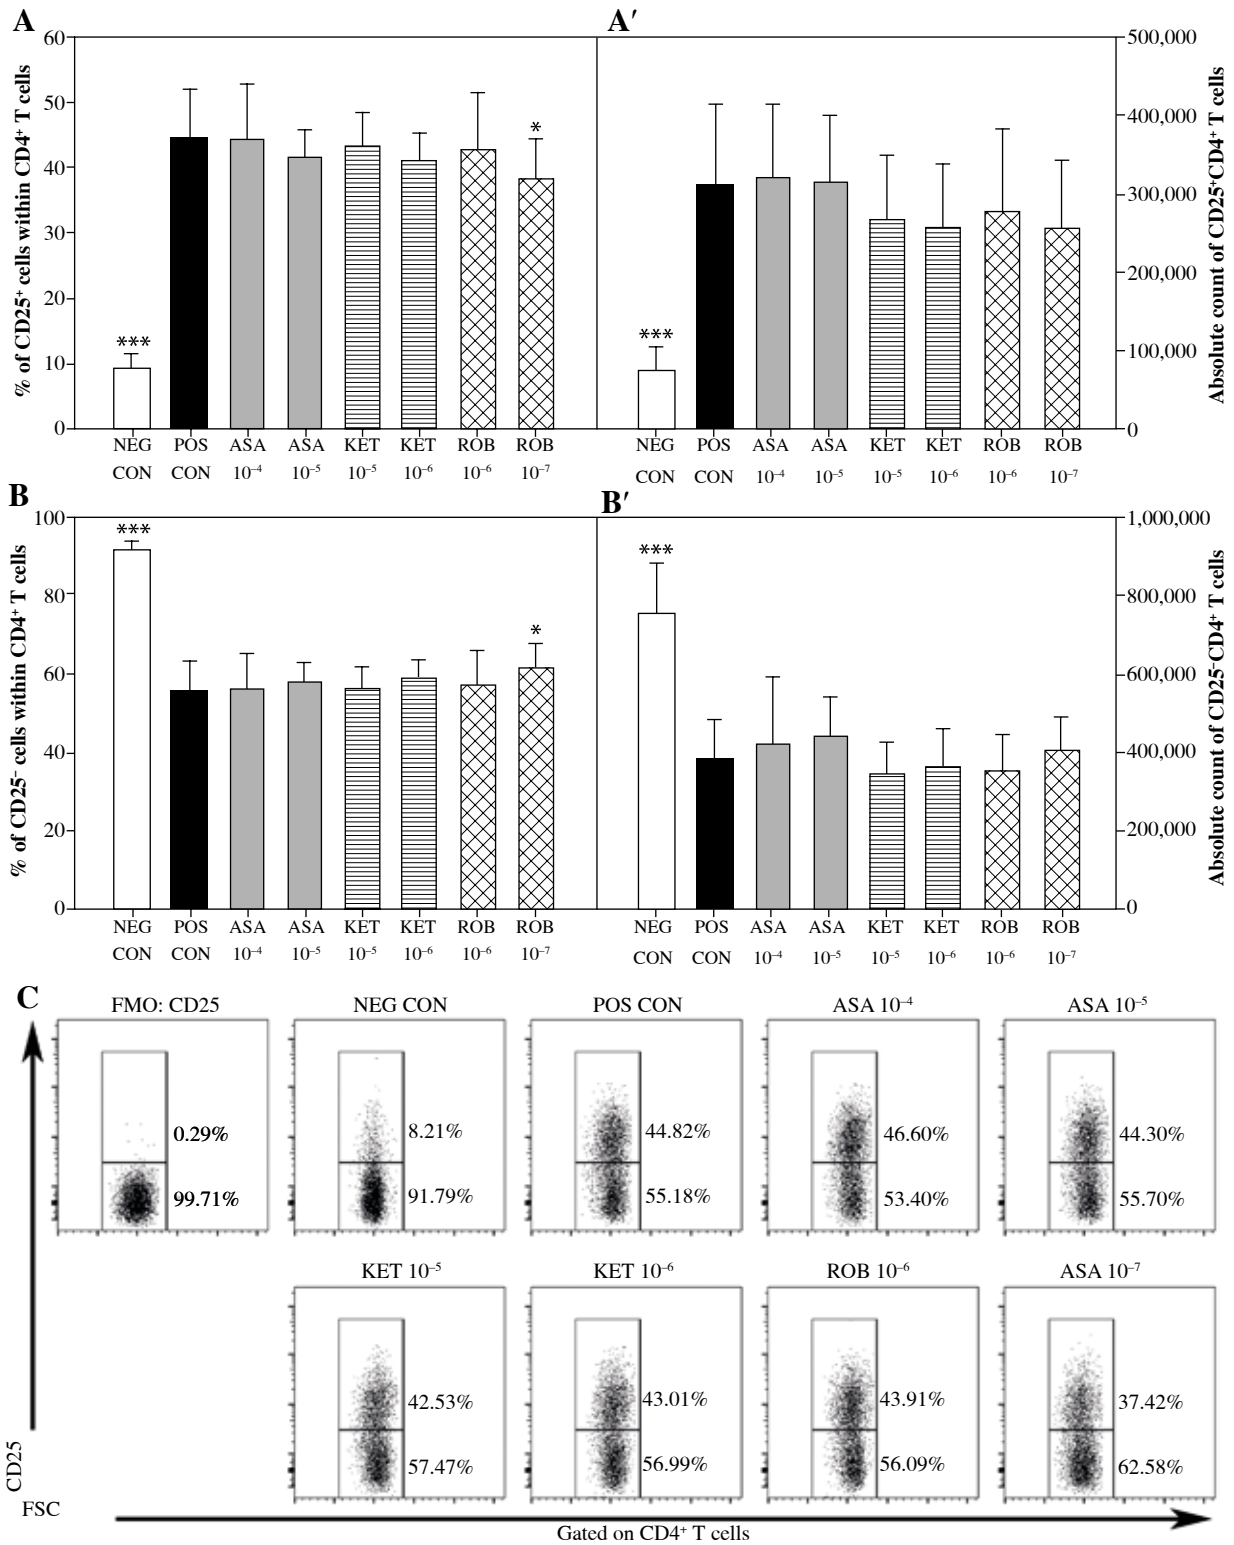 A
A′
60
50
40
30
20
10
0
% of CD25⁺ cells within CD4⁺ T cells
*** *
***
500,000
400,000
300,000
200,000
100,000
0
Absolute count of CD25⁺CD4⁺ T cells
NEG POS ASA ASA KET KET ROB ROB
CON CON 10⁻⁴ 10⁻⁵ 10⁻⁵ 10⁻⁶ 10⁻⁶ 10⁻⁷
NEG POS ASA ASA KET KET ROB ROB
CON CON 10⁻⁴ 10⁻⁵ 10⁻⁵ 10⁻⁶ 10⁻⁶ 10⁻⁷
B
B′
100
80
60
40
20
0
% of CD25⁻ cells within CD4⁺ T cells
*** *
***
1,000,000
800,000
600,000
400,000
200,000
0
Absolute count of CD25⁻CD4⁺ T cells
NEG POS ASA ASA KET KET ROB ROB
CON CON 10⁻⁴ 10⁻⁵ 10⁻⁵ 10⁻⁶ 10⁻⁶ 10⁻⁷
NEG POS ASA ASA KET KET ROB ROB
CON CON 10⁻⁴ 10⁻⁵ 10⁻⁵ 10⁻⁶ 10⁻⁶ 10⁻⁷
C
FMO: CD25 NEG CON POS CON ASA 10⁻⁴ ASA 10⁻⁵
0.29% 8.21% 44.82% 46.60% 44.30%
99.71% 91.79% 55.18% 53.40% 55.70%
KET 10⁻⁵ KET 10⁻⁶ ROB 10⁻⁶ ASA 10⁻⁷
42.53% 43.01% 43.91% 37.42%
57.47% 56.99% 56.09% 62.58%
CD25
FSC
Gated on CD4⁺ T cells